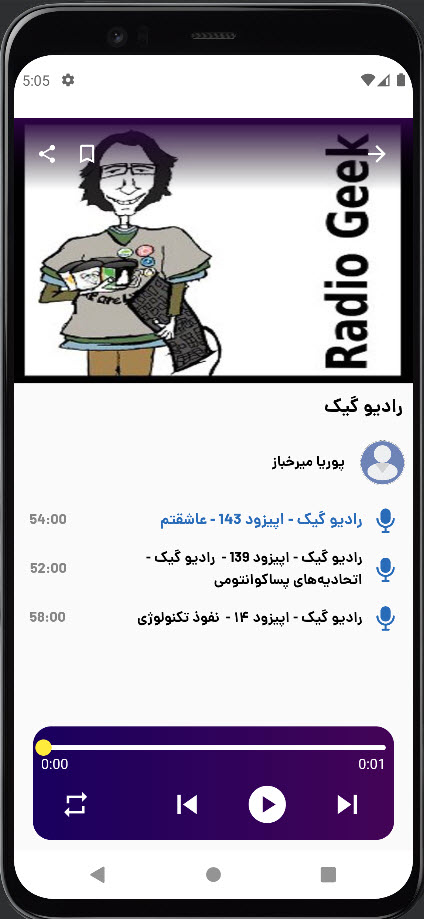 5:05
Radio Geek
رادیو گیک
پوریا میرخباز
رادیو گیک - اپیزود 143 - عاشقتم
54:00
رادیو گیک - اپیزود 139 - رادیو گیک -
اتحادیه‌های پساکوانتومی
52:00
رادیو گیک - اپیزود ۱۴ - نفوذ تکنولوژی
58:00
0:00
0:01